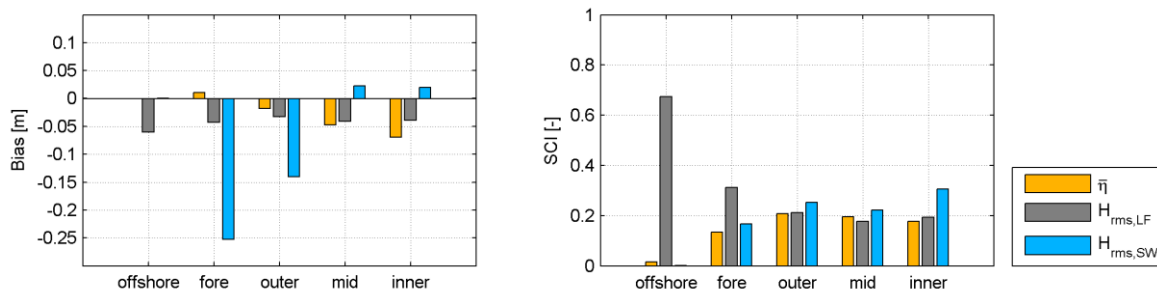 0.1
0.05
0
-0.05
-0.1
-0.15
-0.2
-0.25
Bias [m]
offshore fore outer mid inner
1
0.8
0.6
0.4
0.2
0
SCI [-]
offshore fore outer mid inner
η̄
H_rms,LF
H_rms,SW